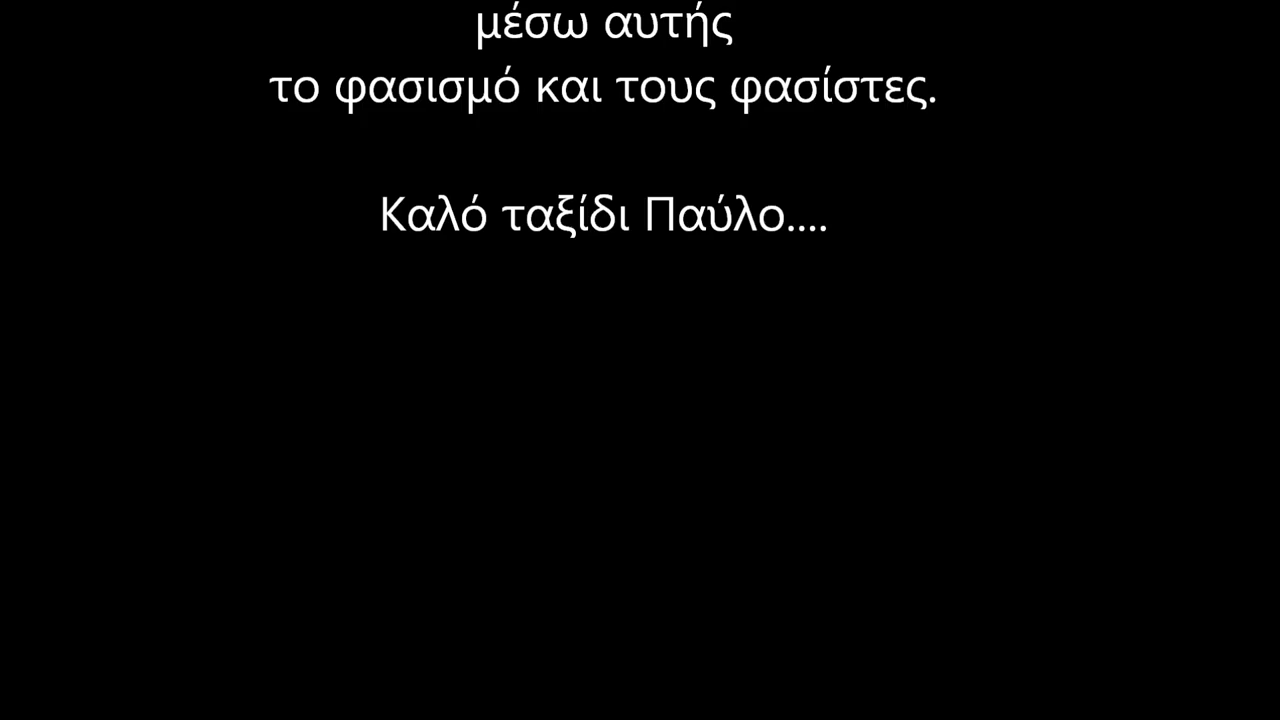 μέσω αυτής
το φασισμό και τους φασίστες.
Καλό ταξίδι Παύλο....